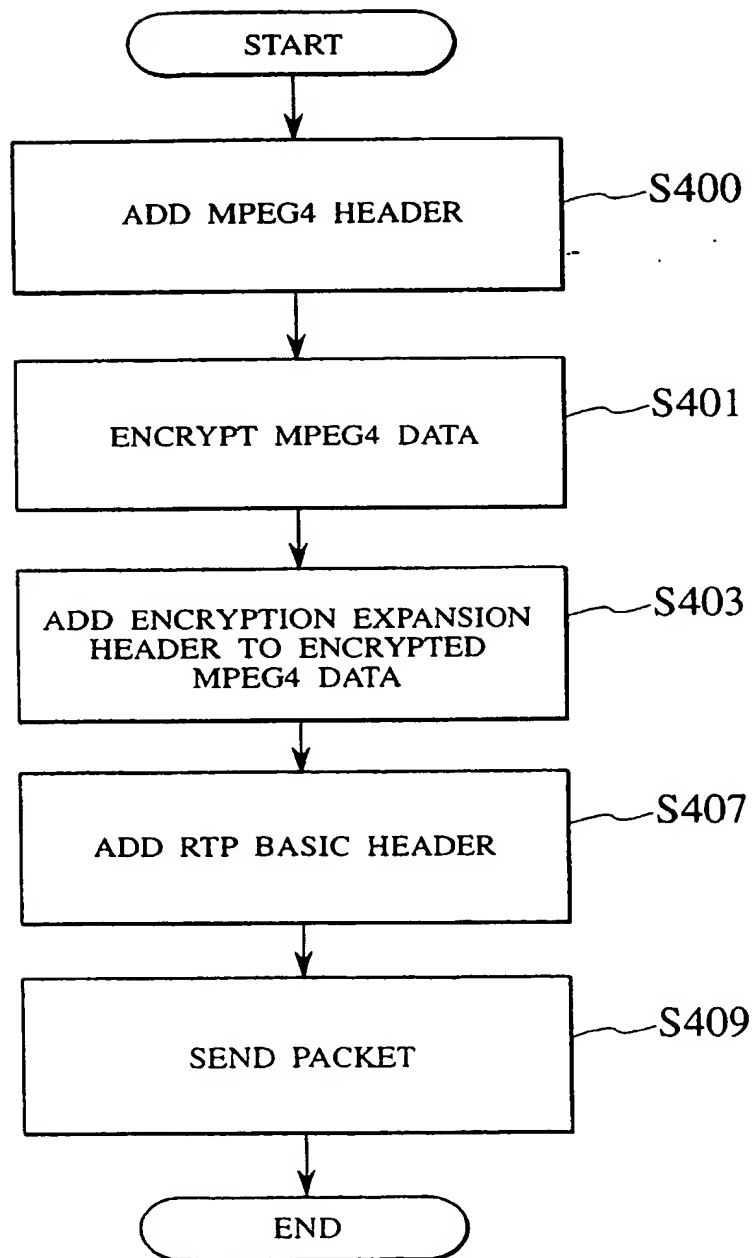 START
ADD MPEG4 HEADER
S400
ENCRYPT MPEG4 DATA
S401
ADD ENCRYPTION EXPANSION
HEADER TO ENCRYPTED
MPEG4 DATA
S403
ADD RTP BASIC HEADER
S407
SEND PACKET
S409
END